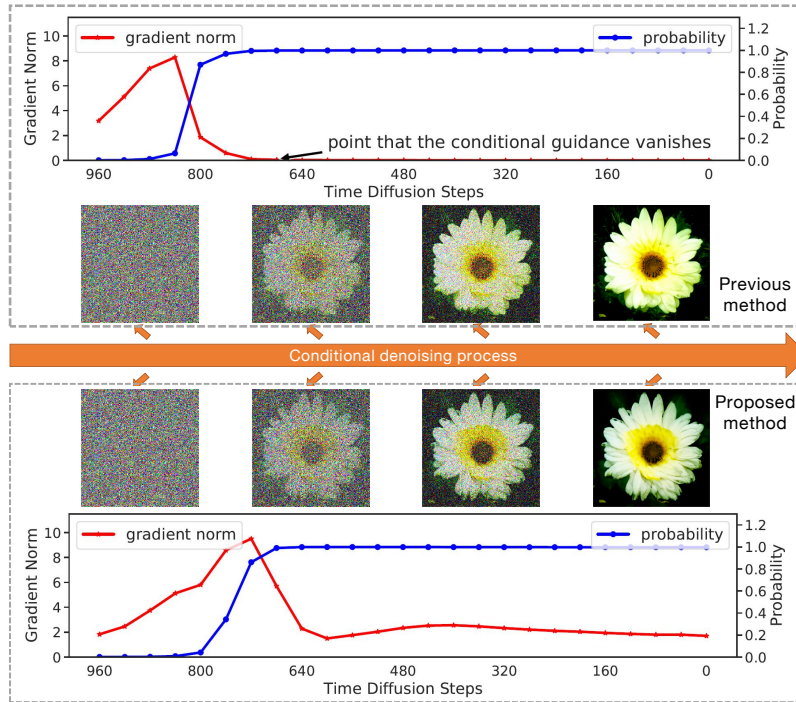 gradient norm
probability
Gradient Norm
Probability
10
8
6
4
2
0
1.2
1.0
0.8
0.6
0.4
0.2
0.0
point that the conditional guidance vanishes
960 800 640 480 320 160 0
Time Diffusion Steps
Previous
method
Conditional denoising process
Proposed
method
gradient norm
probability
Gradient Norm
Probability
10
8
6
4
2
0
1.2
1.0
0.8
0.6
0.4
0.2
0.0
960 800 640 480 320 160 0
Time Diffusion Steps